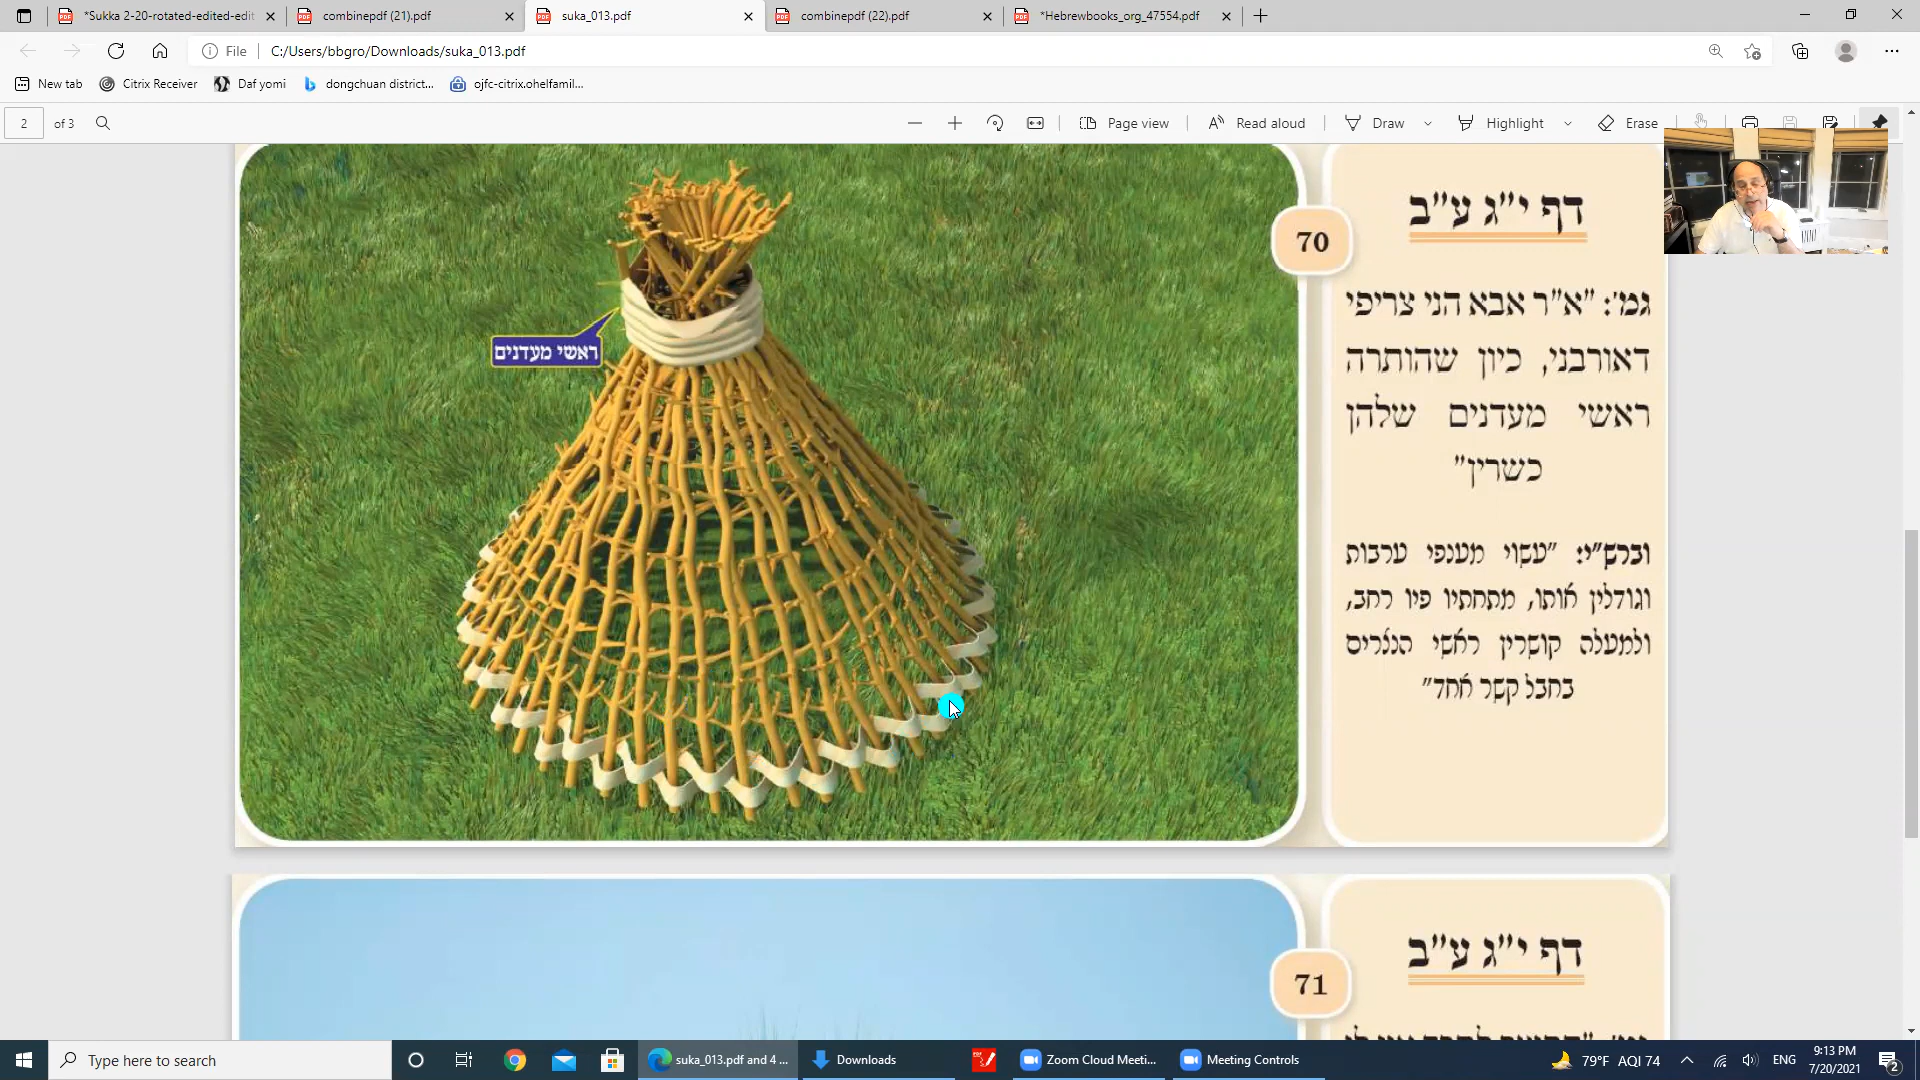 *Sukka 2-20-rotated-edited-edit
combinepdf (21).pdf
suka_013.pdf
combinepdf (22).pdf
*Hebrewbooks_org_47554.pdf
File
C:/Users/bbgro/Downloads/suka_013.pdf
New tab
Citrix Receiver
Daf yomi
dongchuan district...
ojfc-citrix.ohelfamil...
2
of 3
Page view
Read aloud
Draw
Highlight
Erase
דף י"ג ע"ב
70
גמ': "א"ר אבא הני צריפי
דאורבני, כיון שהותרה
ראשי מעדנים שלהן
כשרין"
וברש"י: "עשוי מענפי ערבות
וגודלין אותו, מתחתיו פיו רחב,
ולמעלה קושרין ראשי הנצרים
בחבל קשר אחד"
ראשי מעדנים
דף י"ג ע"ב
71
Type here to search
suka_013.pdf and 4 ...
Downloads
Zoom Cloud Meeti...
Meeting Controls
79°F AQI 74
ENG
9:13 PM
7/20/2021
2